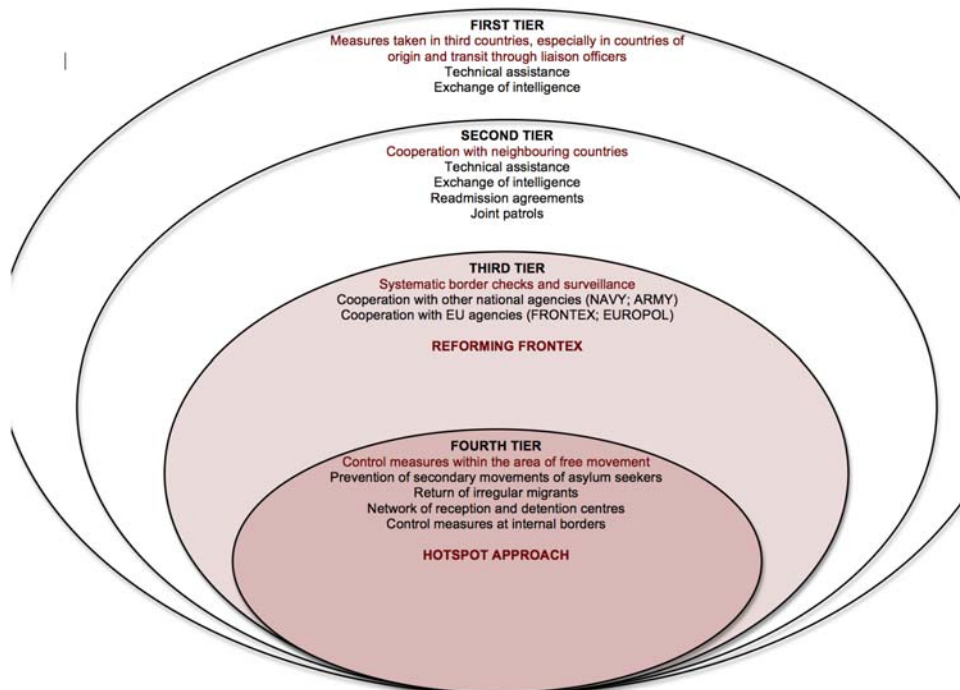 FIRST TIER
Measures taken in third countries, especially in countries of
origin and transit through liaison officers
Technical assistance
Exchange of intelligence
SECOND TIER
Cooperation with neighbouring countries
Technical assistance
Exchange of intelligence
Readmission agreements
Joint patrols
THIRD TIER
Systematic border checks and surveillance
Cooperation with other national agencies (NAVY; ARMY)
Cooperation with EU agencies (FRONTEX; EUROPOL)
REFORMING FRONTEX
FOURTH TIER
Control measures within the area of free movement
Prevention of secondary movements of asylum seekers
Return of irregular migrants
Network of reception and detention centres
Control measures at internal borders
HOTSPOT APPROACH